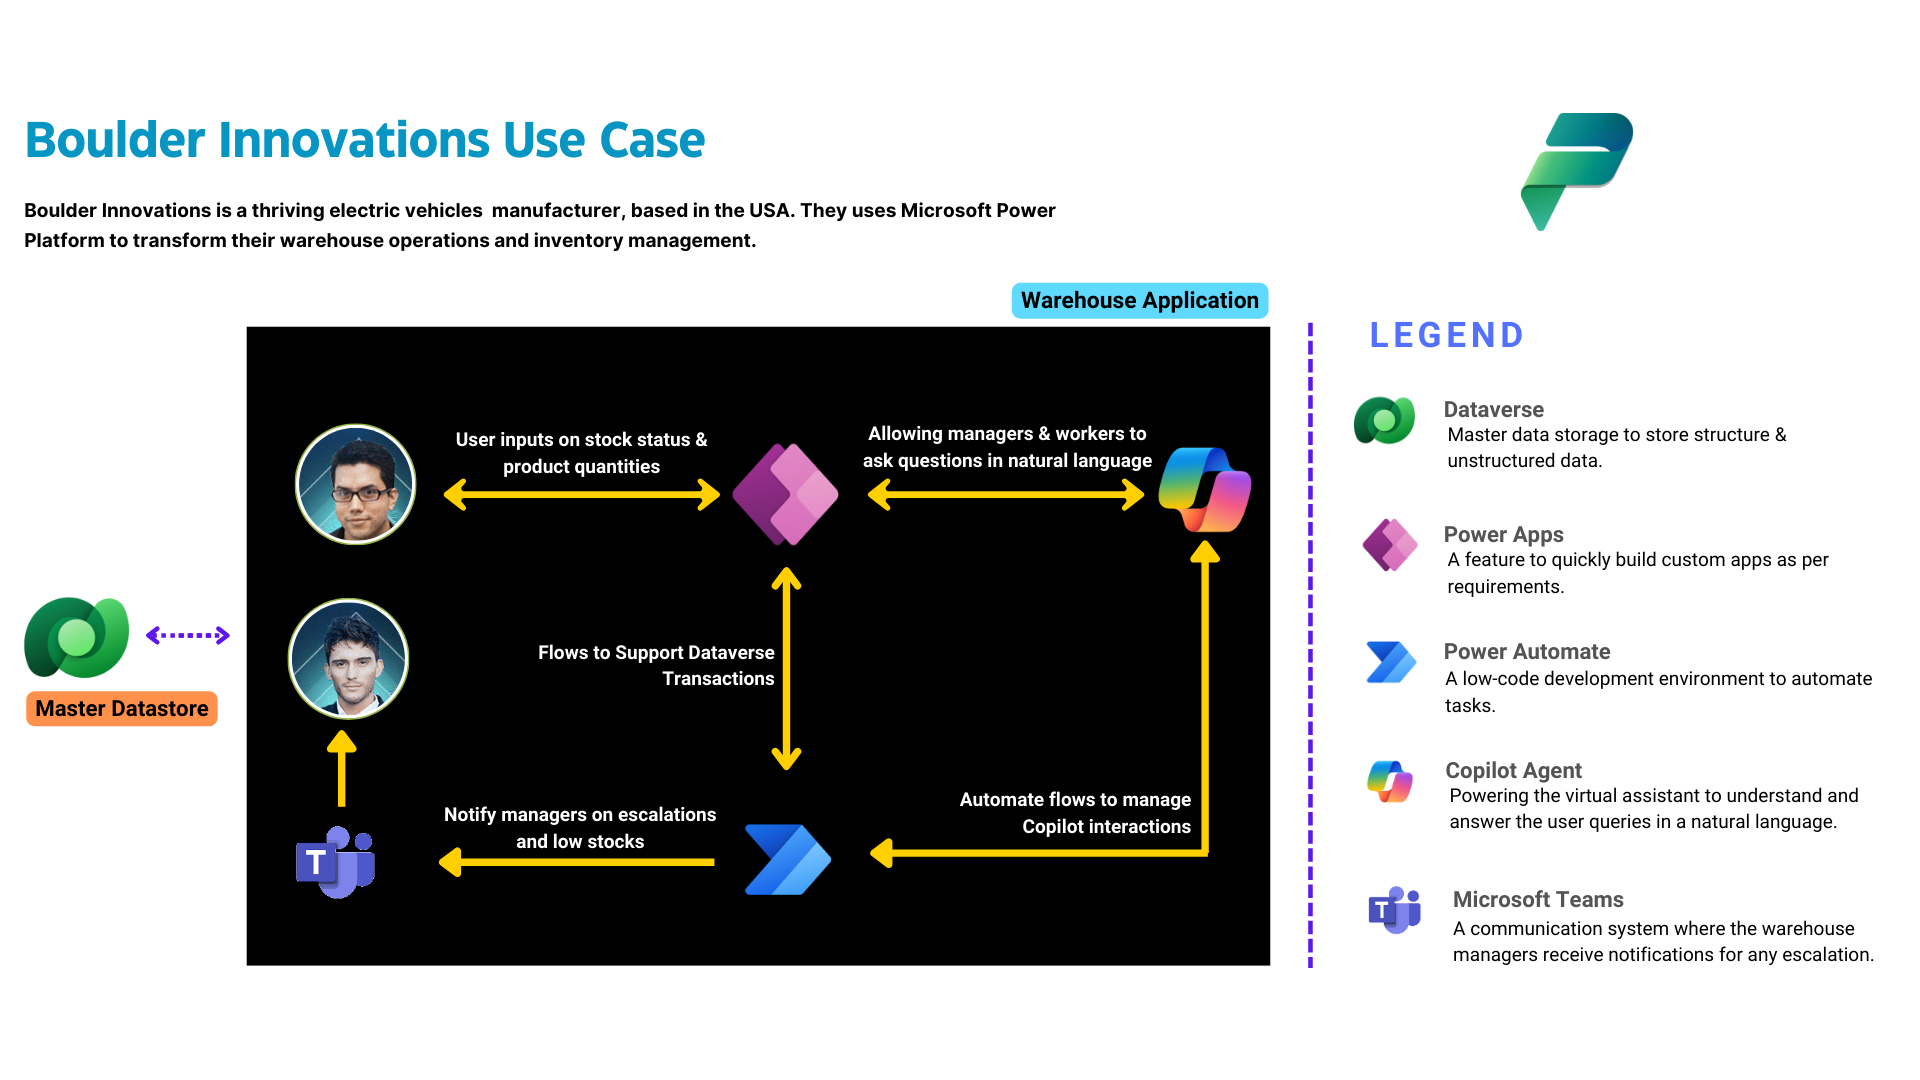 Boulder Innovations Use Case
Boulder Innovations is a thriving electric vehicles  manufacturer, based in the USA. They uses Microsoft Power
Platform to transform their warehouse operations and inventory management.
Warehouse Application
User inputs on stock status &
product quantities
Allowing managers & workers to
ask questions in natural language
Flows to Support Dataverse
Transactions
Master Datastore
Notify managers on escalations
and low stocks
Automate flows to manage
Copilot interactions
T
LEGEND
Dataverse
Master data storage to store structure &
unstructured data.
Power Apps
A feature to quickly build custom apps as per
requirements.
Power Automate
A low-code development environment to automate
tasks.
Copilot Agent
Powering the virtual assistant to understand and
answer the user queries in a natural language.
T
Microsoft Teams
A communication system where the warehouse
managers receive notifications for any escalation.